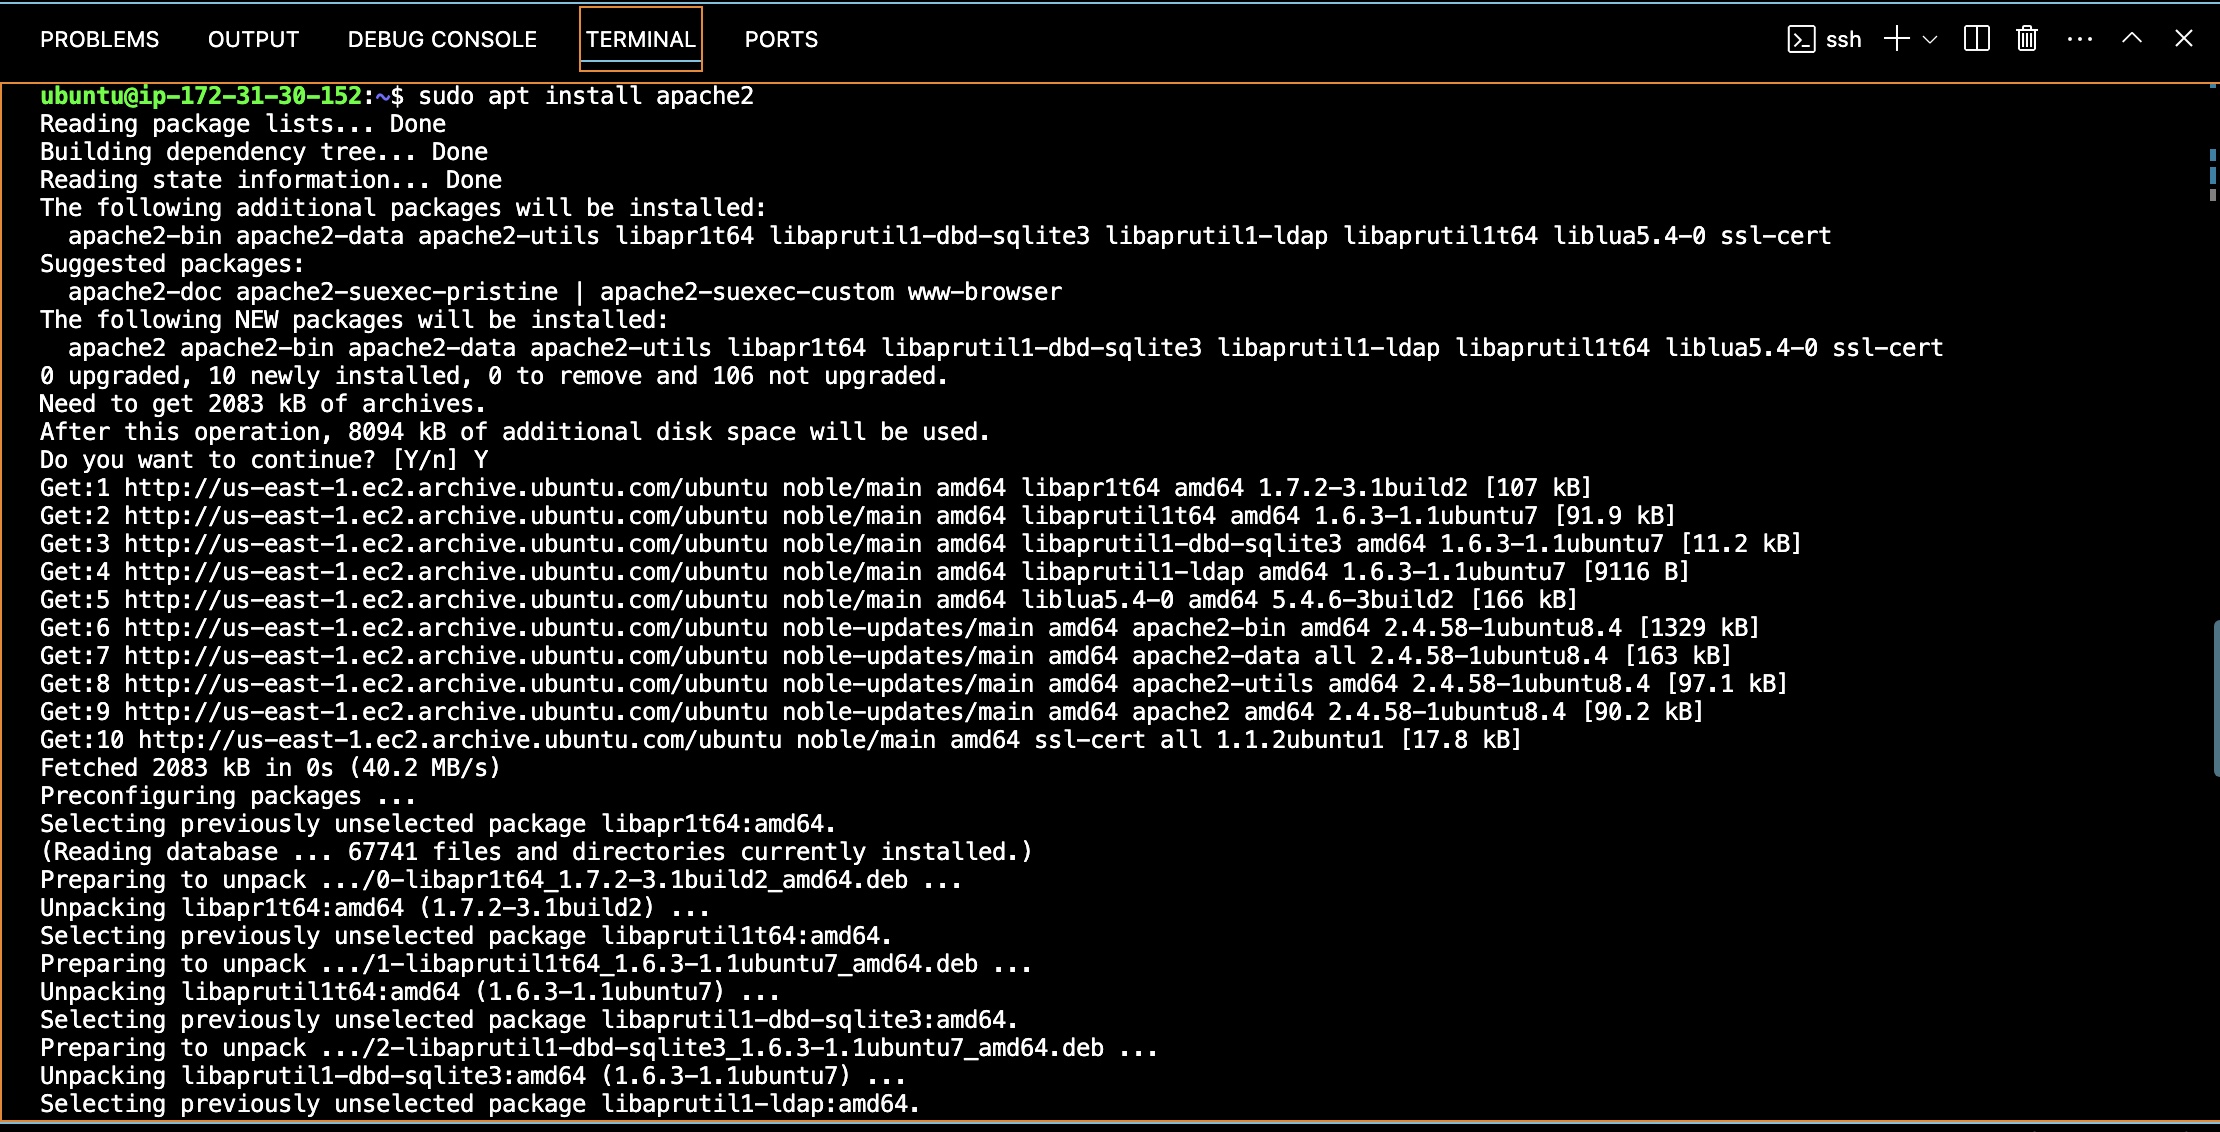 PROBLEMS OUTPUT DEBUG CONSOLE TERMINAL PORTS ssh
ubuntu@ip-172-31-30-152:~$ sudo apt install apache2
Reading package lists... Done
Building dependency tree... Done
Reading state information... Done
The following additional packages will be installed:
  apache2-bin apache2-data apache2-utils libapr1t64 libaprutil1-dbd-sqlite3 libaprutil1-ldap libaprutil1t64 liblua5.4-0 ssl-cert
Suggested packages:
  apache2-doc apache2-suexec-pristine | apache2-suexec-custom www-browser
The following NEW packages will be installed:
  apache2 apache2-bin apache2-data apache2-utils libapr1t64 libaprutil1-dbd-sqlite3 libaprutil1-ldap libaprutil1t64 liblua5.4-0 ssl-cert
0 upgraded, 10 newly installed, 0 to remove and 106 not upgraded.
Need to get 2083 kB of archives.
After this operation, 8094 kB of additional disk space will be used.
Do you want to continue? [Y/n] Y
Get:1 http://us-east-1.ec2.archive.ubuntu.com/ubuntu noble/main amd64 libapr1t64 amd64 1.7.2-3.1build2 [107 kB]
Get:2 http://us-east-1.ec2.archive.ubuntu.com/ubuntu noble/main amd64 libaprutil1t64 amd64 1.6.3-1.1ubuntu7 [91.9 kB]
Get:3 http://us-east-1.ec2.archive.ubuntu.com/ubuntu noble/main amd64 libaprutil1-dbd-sqlite3 amd64 1.6.3-1.1ubuntu7 [11.2 kB]
Get:4 http://us-east-1.ec2.archive.ubuntu.com/ubuntu noble/main amd64 libaprutil1-ldap amd64 1.6.3-1.1ubuntu7 [9116 B]
Get:5 http://us-east-1.ec2.archive.ubuntu.com/ubuntu noble/main amd64 liblua5.4-0 amd64 5.4.6-3build2 [166 kB]
Get:6 http://us-east-1.ec2.archive.ubuntu.com/ubuntu noble-updates/main amd64 apache2-bin amd64 2.4.58-1ubuntu8.4 [1329 kB]
Get:7 http://us-east-1.ec2.archive.ubuntu.com/ubuntu noble-updates/main amd64 apache2-data all 2.4.58-1ubuntu8.4 [163 kB]
Get:8 http://us-east-1.ec2.archive.ubuntu.com/ubuntu noble-updates/main amd64 apache2-utils amd64 2.4.58-1ubuntu8.4 [97.1 kB]
Get:9 http://us-east-1.ec2.archive.ubuntu.com/ubuntu noble-updates/main amd64 apache2 amd64 2.4.58-1ubuntu8.4 [90.2 kB]
Get:10 http://us-east-1.ec2.archive.ubuntu.com/ubuntu noble/main amd64 ssl-cert all 1.1.2ubuntu1 [17.8 kB]
Fetched 2083 kB in 0s (40.2 MB/s)
Preconfiguring packages ...
Selecting previously unselected package libapr1t64:amd64.
(Reading database ... 67741 files and directories currently installed.)
Preparing to unpack .../0-libapr1t64_1.7.2-3.1build2_amd64.deb ...
Unpacking libapr1t64:amd64 (1.7.2-3.1build2) ...
Selecting previously unselected package libaprutil1t64:amd64.
Preparing to unpack .../1-libaprutil1t64_1.6.3-1.1ubuntu7_amd64.deb ...
Unpacking libaprutil1t64:amd64 (1.6.3-1.1ubuntu7) ...
Selecting previously unselected package libaprutil1-dbd-sqlite3:amd64.
Preparing to unpack .../2-libaprutil1-dbd-sqlite3_1.6.3-1.1ubuntu7_amd64.deb ...
Unpacking libaprutil1-dbd-sqlite3:amd64 (1.6.3-1.1ubuntu7) ...
Selecting previously unselected package libaprutil1-ldap:amd64.